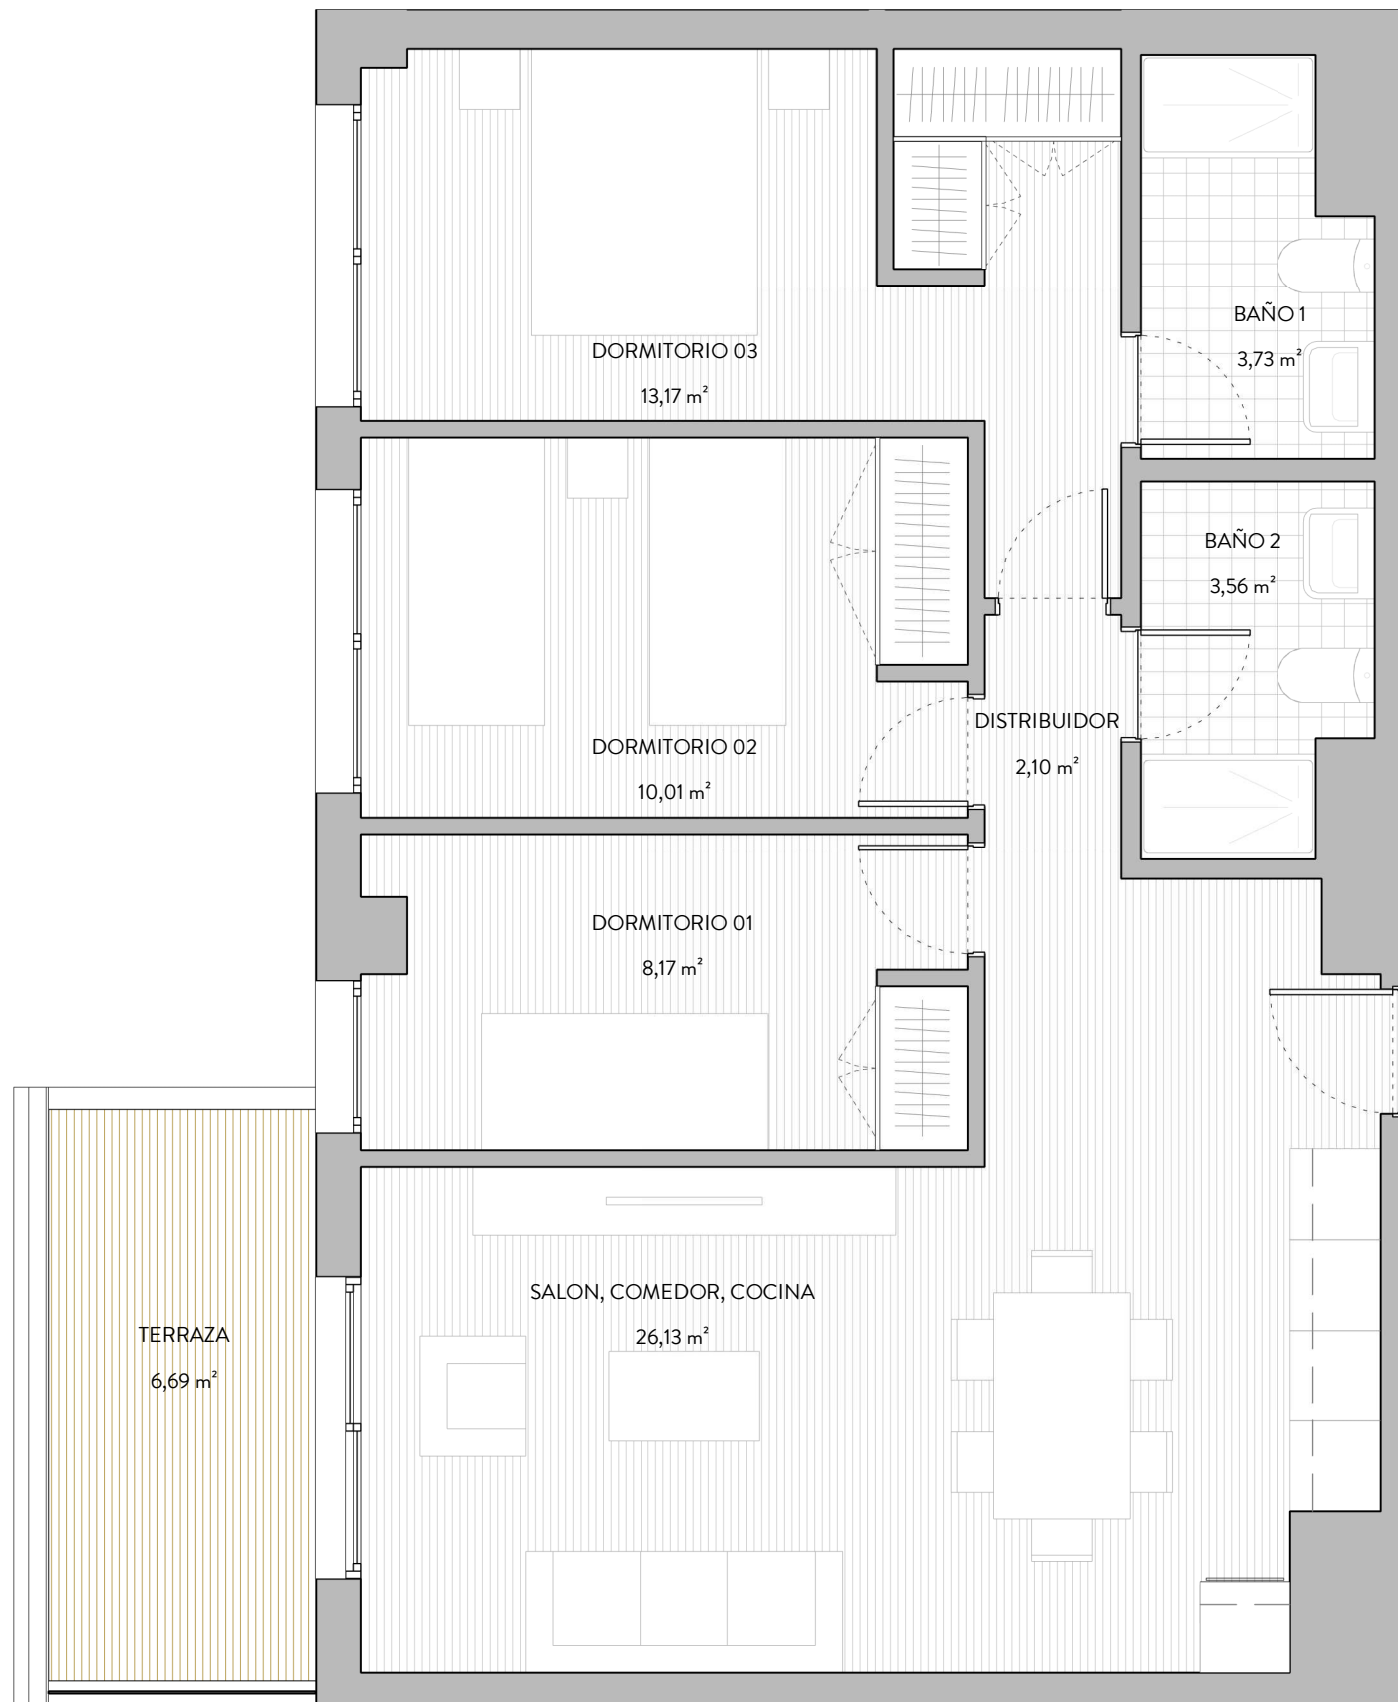 DORMITORIO 03
13,17 m²
BAÑO 1
3,73 m²
BAÑO 2
3,56 m²
DORMITORIO 02
10,01 m²
DISTRIBUIDOR
2,10 m²
DORMITORIO 01
8,17 m²
SALON, COMEDOR, COCINA
26,13 m²
TERRAZA
6,69 m²